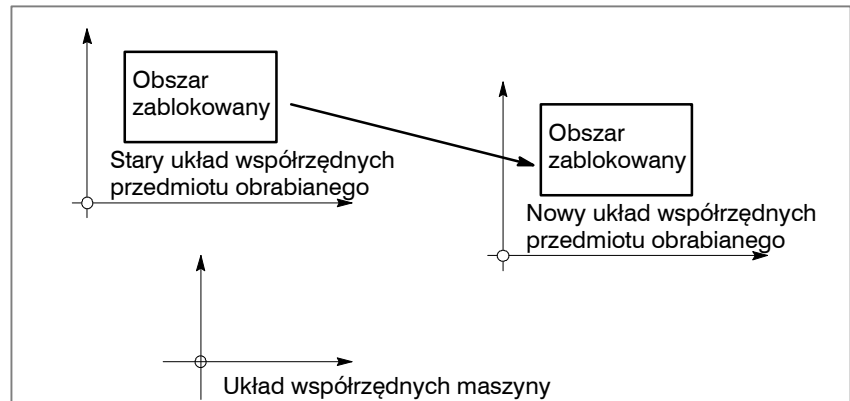 Obszar
zablokowany
Stary układ współrzędnych
przedmiotu obrabianego
Obszar
zablokowany
Nowy układ współrzędnych
przedmiotu obrabianego
Układ współrzędnych maszyny